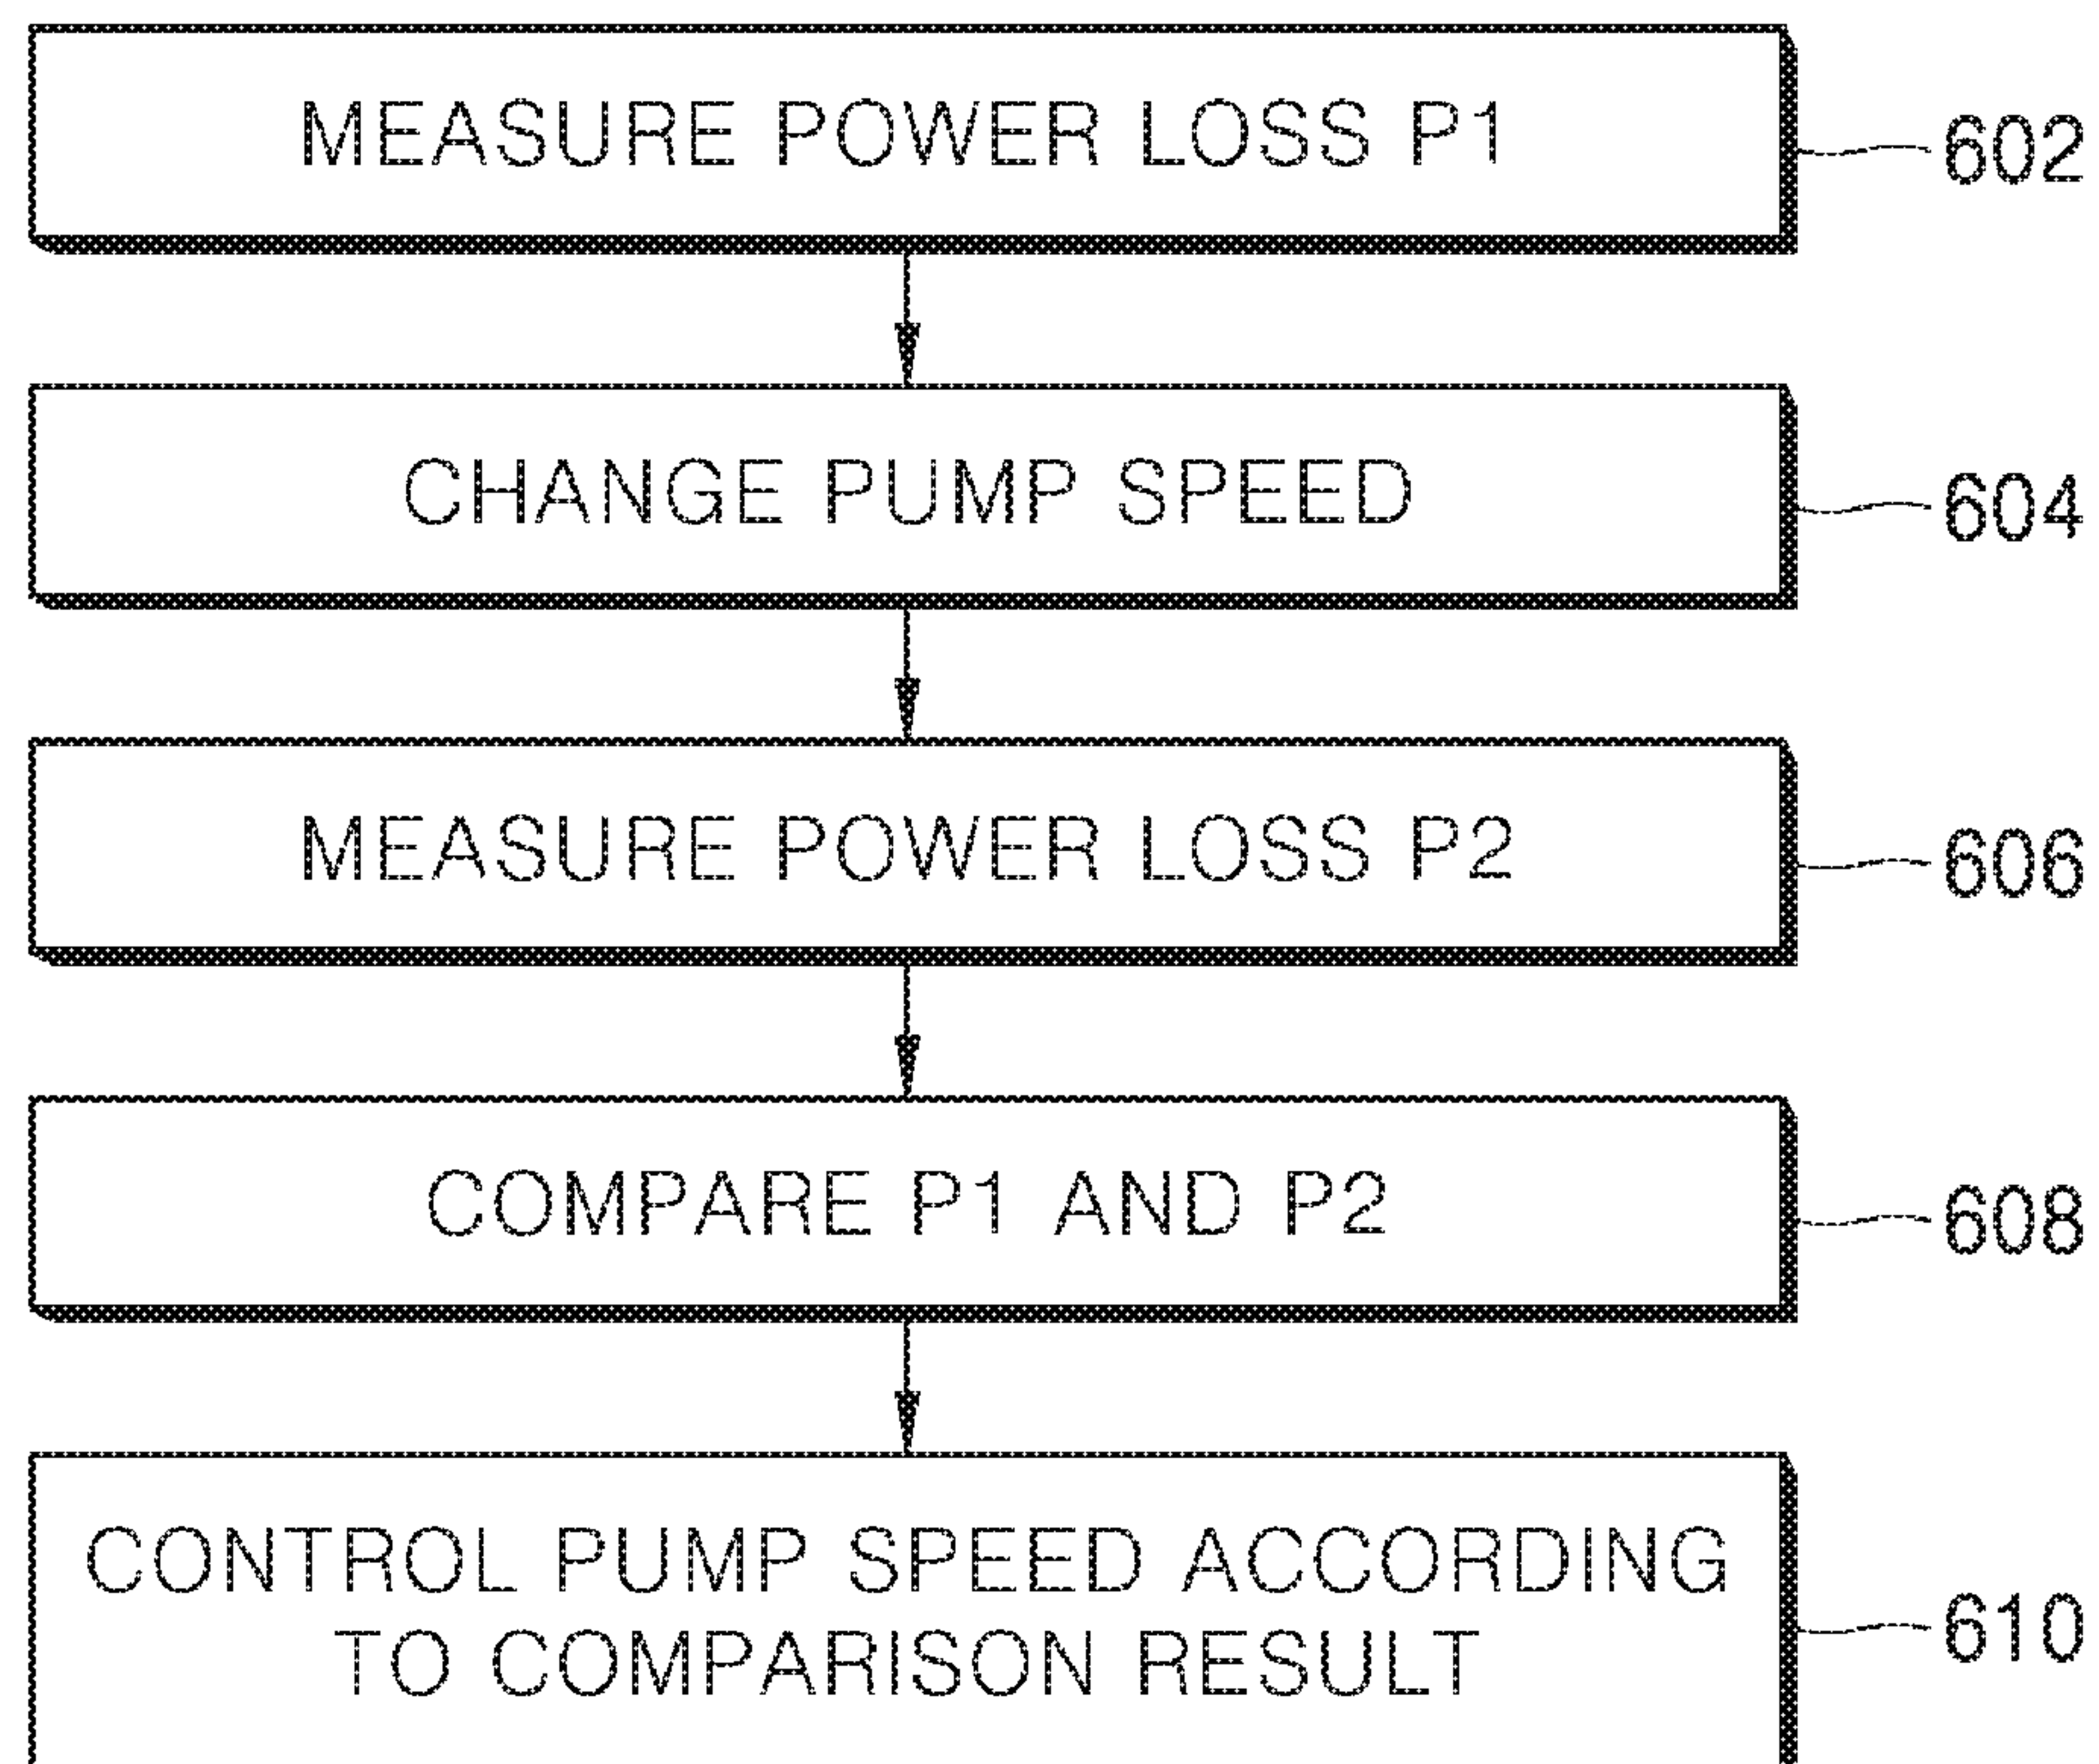 MEASURE POWER LOSS P1
602
CHANGE PUMP SPEED
604
MEASURE POWER LOSS P2
606
COMPARE P1 AND P2
608
CONTROL PUMP SPEED ACCORDING
TO COMPARISON RESULT
610